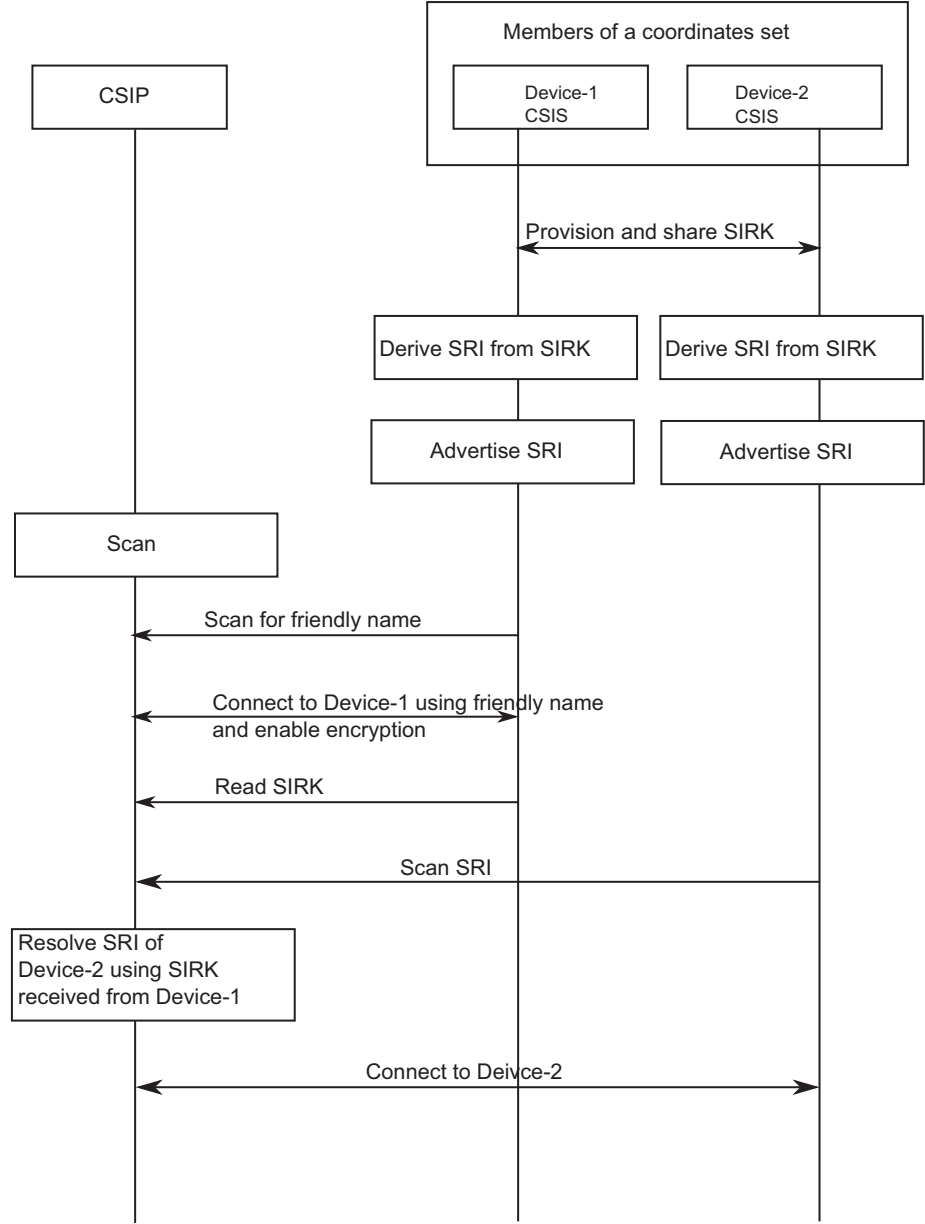 Members of a coordinates set
CSIP
Device-1
CSIS
Device-2
CSIS
Provision and share SIRK
Derive SRI from SIRK
Derive SRI from SIRK
Advertise SRI
Advertise SRI
Scan
Scan for friendly name
Connect to Device-1 using friendly name
and enable encryption
Read SIRK
Scan SRI
Resolve SRI of
Device-2 using SIRK
received from Device-1
Connect to Deivce-2